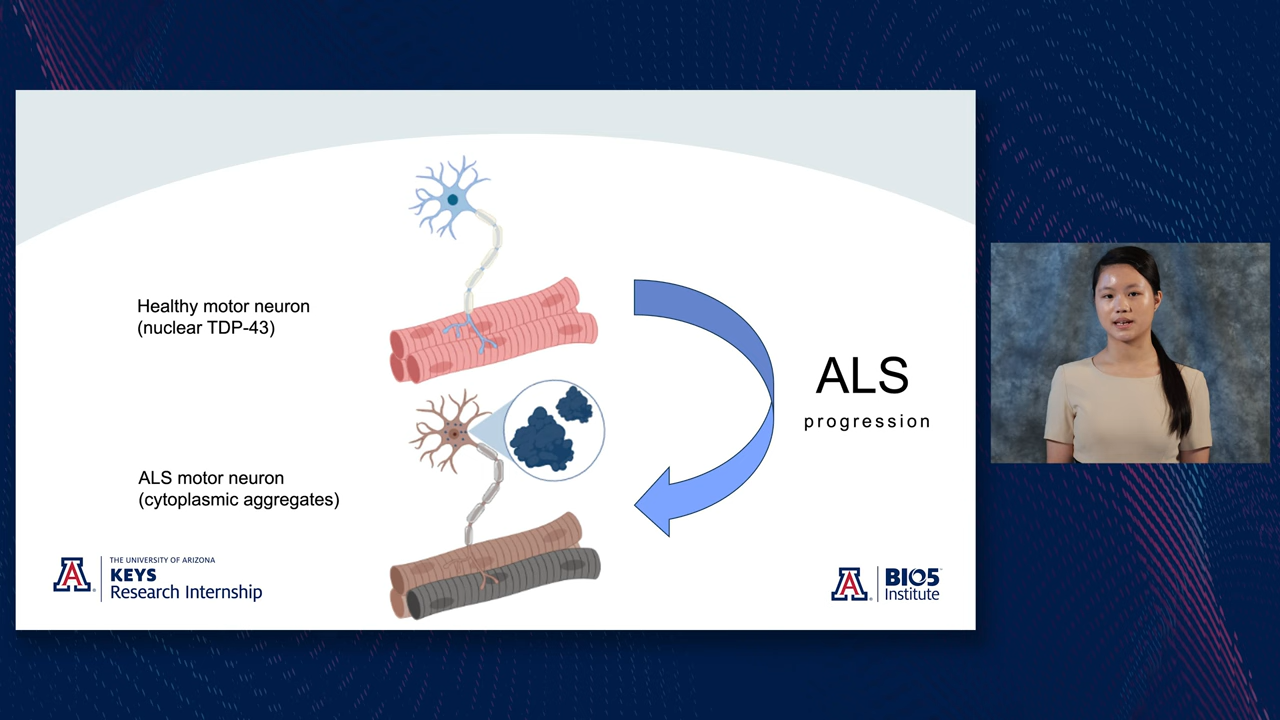 Healthy motor neuron
(nuclear TDP-43)
ALS
progression
ALS motor neuron
(cytoplasmic aggregates)
A
THE UNIVERSITY OF ARIZONA
KEYS
Research Internship
A
BIO5
Institute